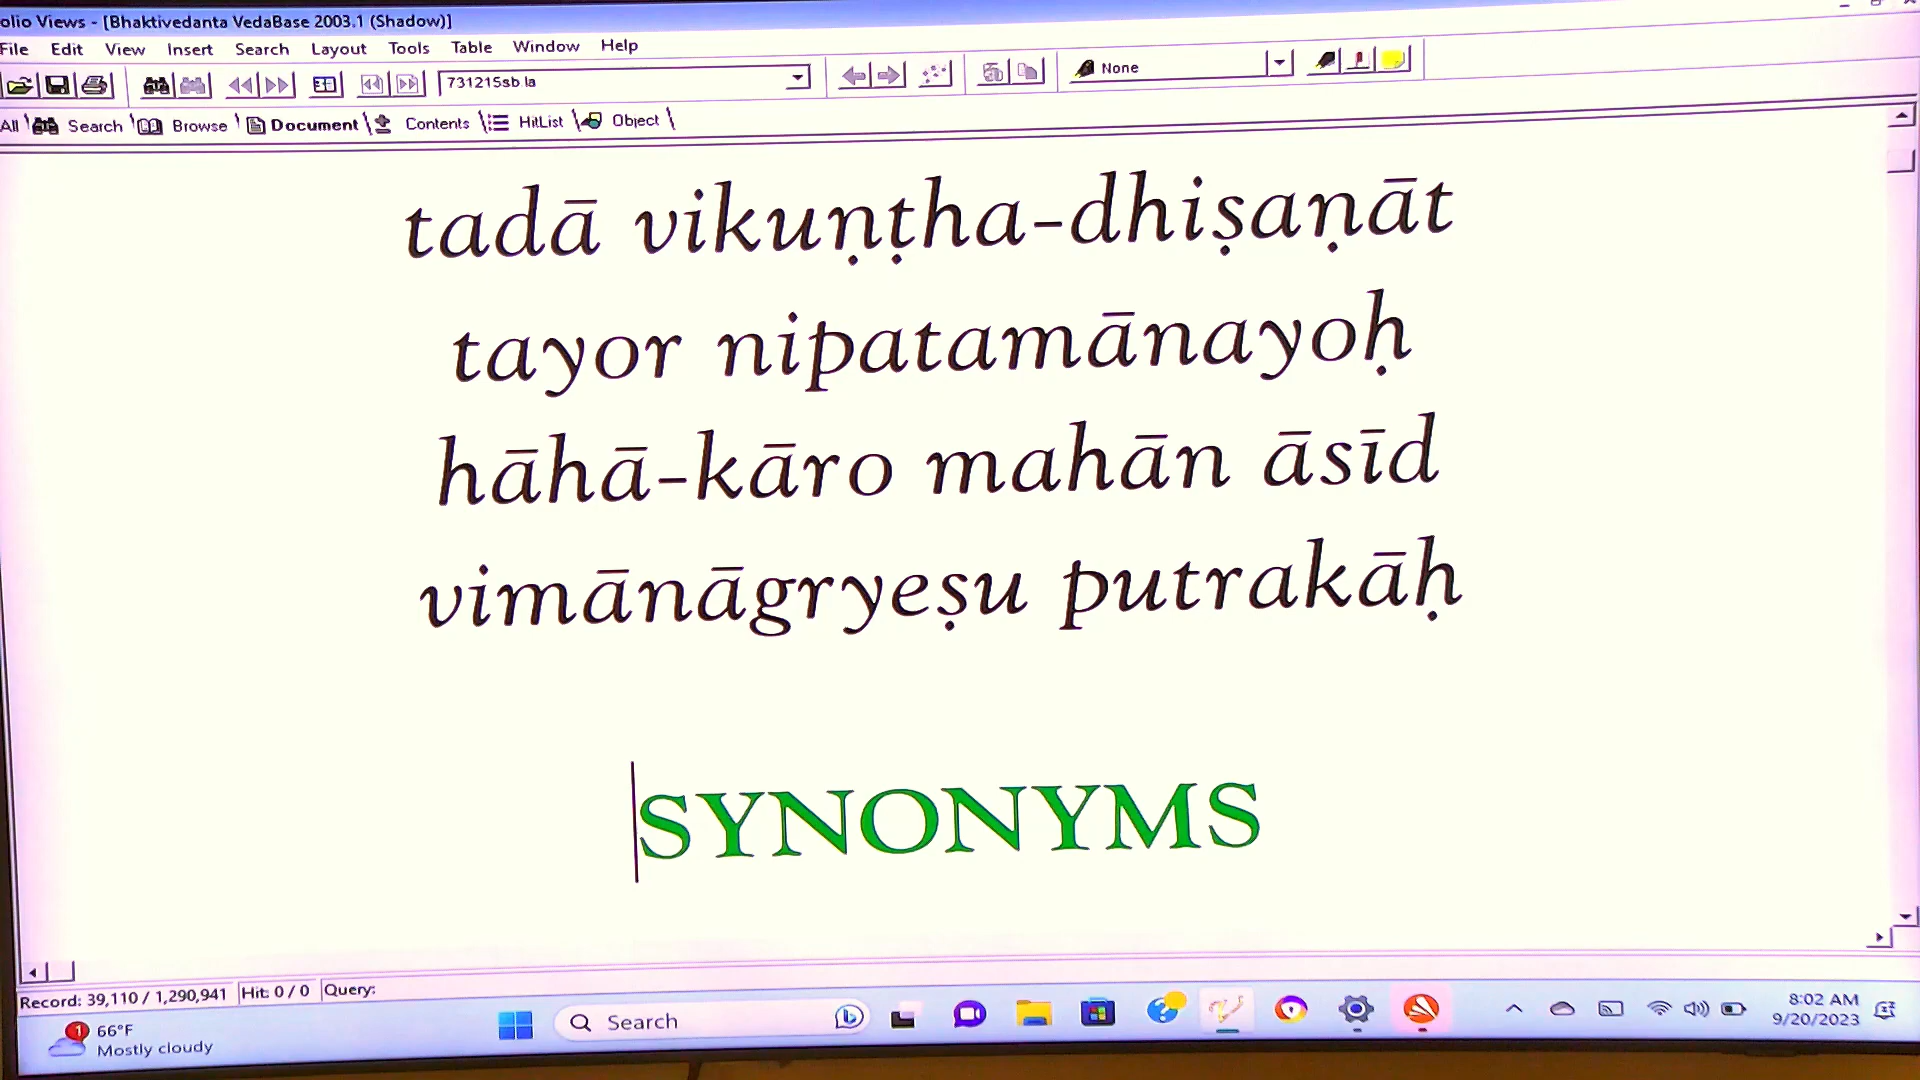 olio Views - [Bhaktivedanta VedaBase 2003.1 (Shadow)]
File Edit View Insert Search Layout Tools Table Window Help
731215sb la
None
All Search Browse Document Contents HitList Object
tadā vikuṇṭha-dhiṣaṇāt
tayor nipatamānayoḥ
hāhā-kāro mahān āsīd
vimānāgryeṣu putrakāḥ
SYNONYMS
Record: 39,110 / 1,290,941 Hit: 0 / 0 Query:
1 66°F
Mostly cloudy
Search
8:02 AM
9/20/2023